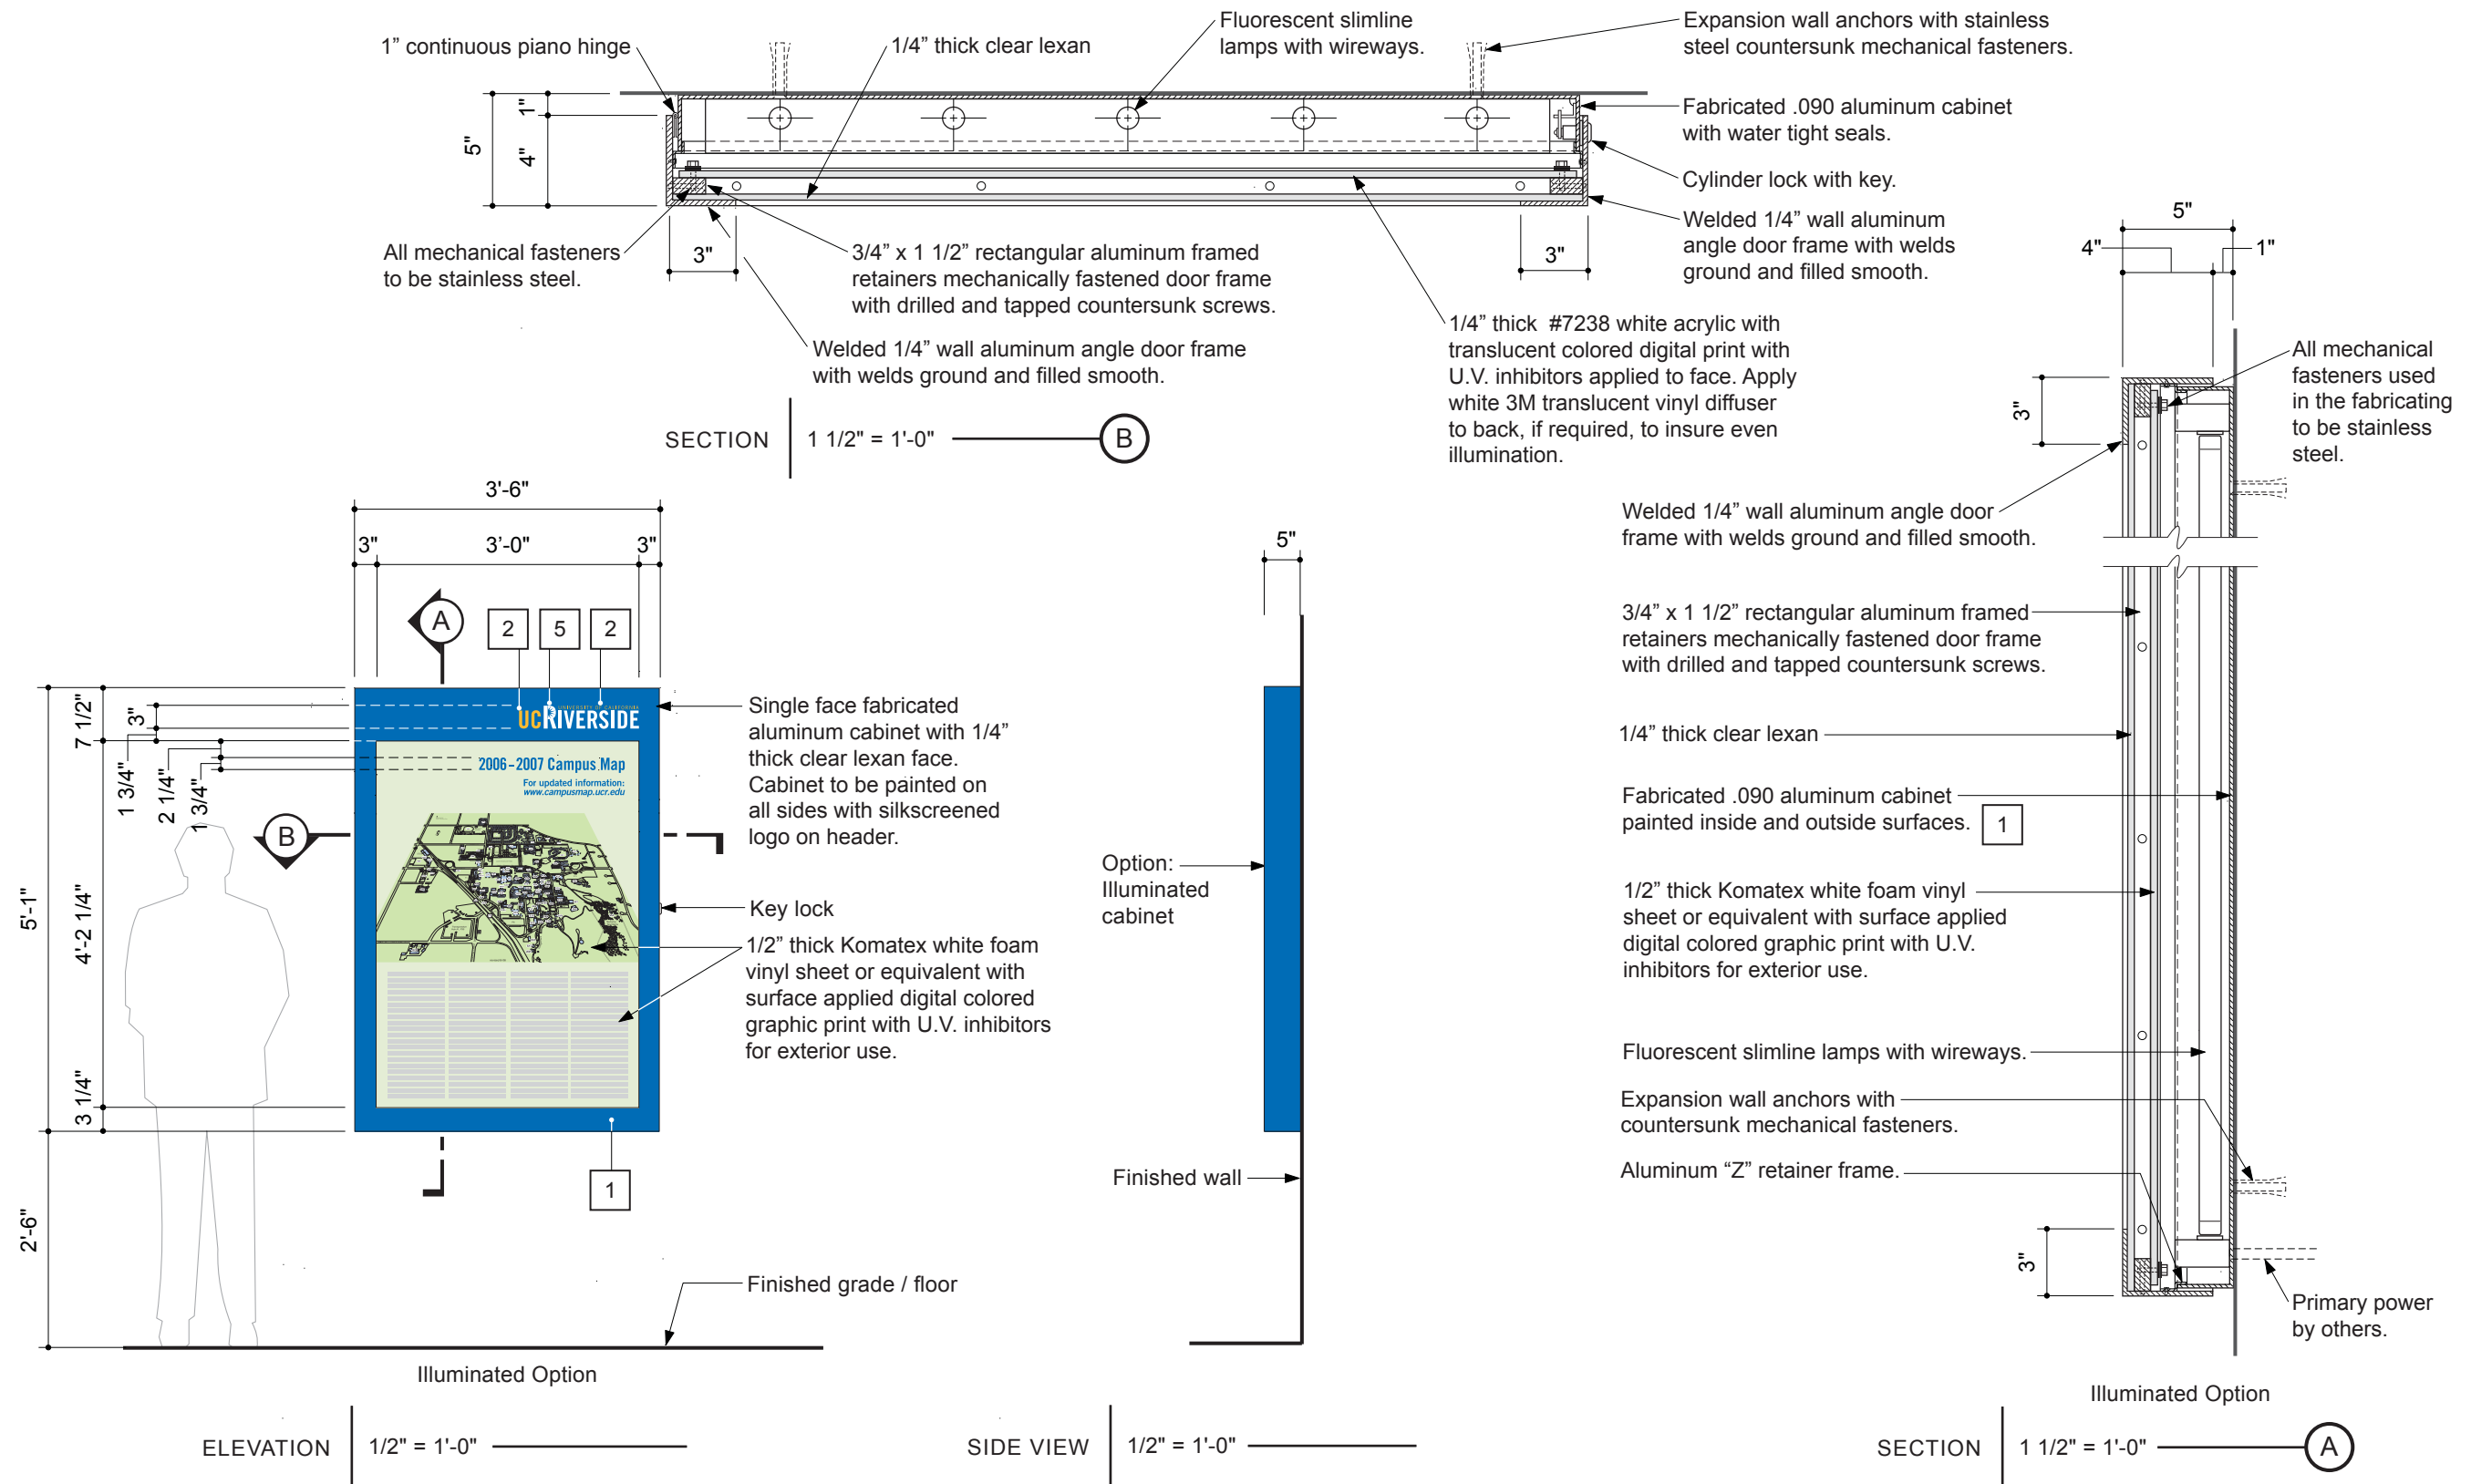 1” continuous piano hinge
1/4” thick clear lexan
Fluorescent slimline
lamps with wireways.
Expansion wall anchors with stainless
steel countersunk mechanical fasteners.
Fabricated .090 aluminum cabinet
with water tight seals.
Cylinder lock with key.
Welded 1/4” wall aluminum
angle door frame with welds
ground and filled smooth.
5"
1"
4"
3"
3"
All mechanical fasteners
to be stainless steel.
3/4” x 1 1/2” rectangular aluminum framed
retainers mechanically fastened door frame
with drilled and tapped countersunk screws.
Welded 1/4” wall aluminum angle door frame
with welds ground and filled smooth.
1/4” thick #7238 white acrylic with
translucent colored digital print with
U.V. inhibitors applied to face. Apply
white 3M translucent vinyl diffuser
to back, if required, to insure even
illumination.
SECTION
1 1/2" = 1'-0"
B
3'-6"
3"
3'-0"
3"
A
2
5
2
UNIVERSITY OF CALIFORNIA
UCRIVERSIDE
2006–2007 Campus Map
For updated information:
www.campusmap.ucr.edu
7 1/2"
3"
1 3/4"
2 1/4"
1 3/4"
B
5'-1"
4'-2 1/4"
3 1/4"
2'-6"
1
Single face fabricated
aluminum cabinet with 1/4”
thick clear lexan face.
Cabinet to be painted on
all sides with silkscreened
logo on header.
Key lock
1/2” thick Komatex white foam
vinyl sheet or equivalent with
surface applied digital colored
graphic print with U.V. inhibitors
for exterior use.
Finished grade / floor
Illuminated Option
ELEVATION
1/2" = 1'-0"
5"
Option:
Illuminated
cabinet
Finished wall
SIDE VIEW
1/2" = 1'-0"
5"
4"
1"
3"
All mechanical
fasteners used
in the fabricating
to be stainless
steel.
Welded 1/4” wall aluminum angle door
frame with welds ground and filled smooth.
3/4” x 1 1/2” rectangular aluminum framed
retainers mechanically fastened door frame
with drilled and tapped countersunk screws.
1/4” thick clear lexan
Fabricated .090 aluminum cabinet
painted inside and outside surfaces.
1
1/2” thick Komatex white foam vinyl
sheet or equivalent with surface applied
digital colored graphic print with U.V.
inhibitors for exterior use.
Fluorescent slimline lamps with wireways.
Expansion wall anchors with
countersunk mechanical fasteners.
Aluminum “Z” retainer frame.
3"
Primary power
by others.
Illuminated Option
SECTION
1 1/2" = 1'-0"
A